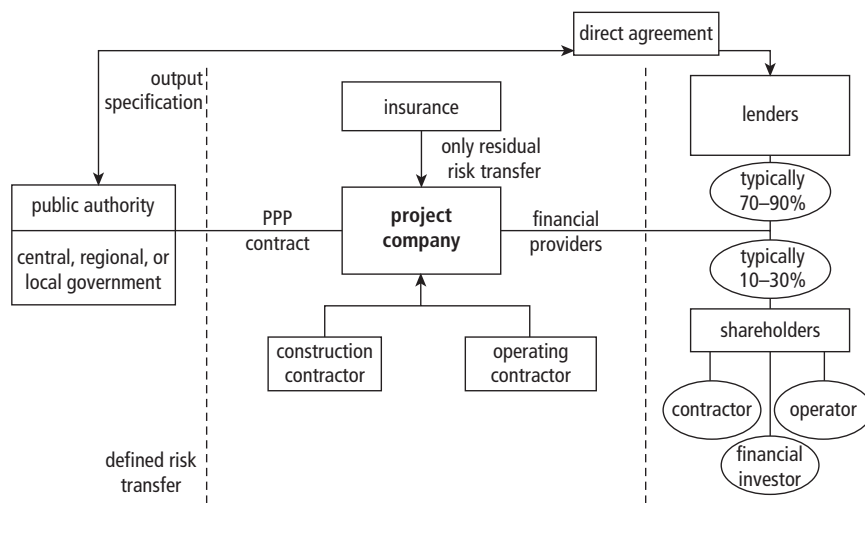 direct agreement
output
specification
insurance
lenders
only residual
risk transfer
typically
70–90%
public authority
central, regional, or
local government
PPP
contract
project
company
financial
providers
typically
10–30%
shareholders
construction
contractor
operating
contractor
contractor
operator
financial
investor
defined risk
transfer